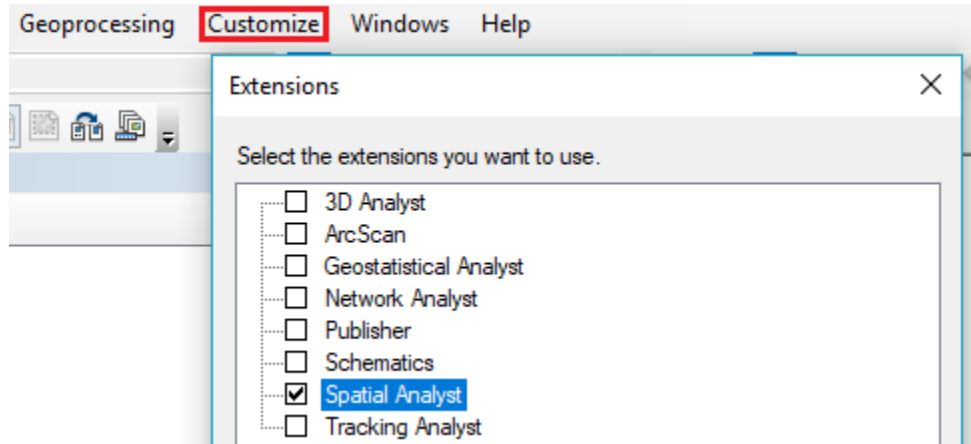 Geoprocessing Customize Windows Help
Extensions
Select the extensions you want to use.
3D Analyst
ArcScan
Geostatistical Analyst
Network Analyst
Publisher
Schematics
Spatial Analyst
Tracking Analyst